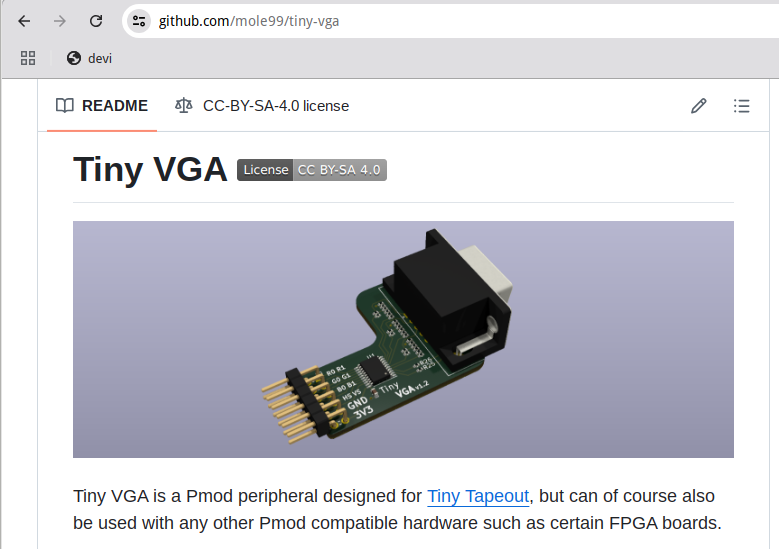 github.com/mole99/tiny-vga
devi
README
CC-BY-SA-4.0 license
Tiny VGA
License CC BY-SA 4.0
R0 R1
G0 G1
B0 B1
HS VS
GND
3V3
U1
Tiny
VGA v1.2
R26
R25
Tiny VGA is a Pmod peripheral designed for Tiny Tapeout, but can of course also
be used with any other Pmod compatible hardware such as certain FPGA boards.